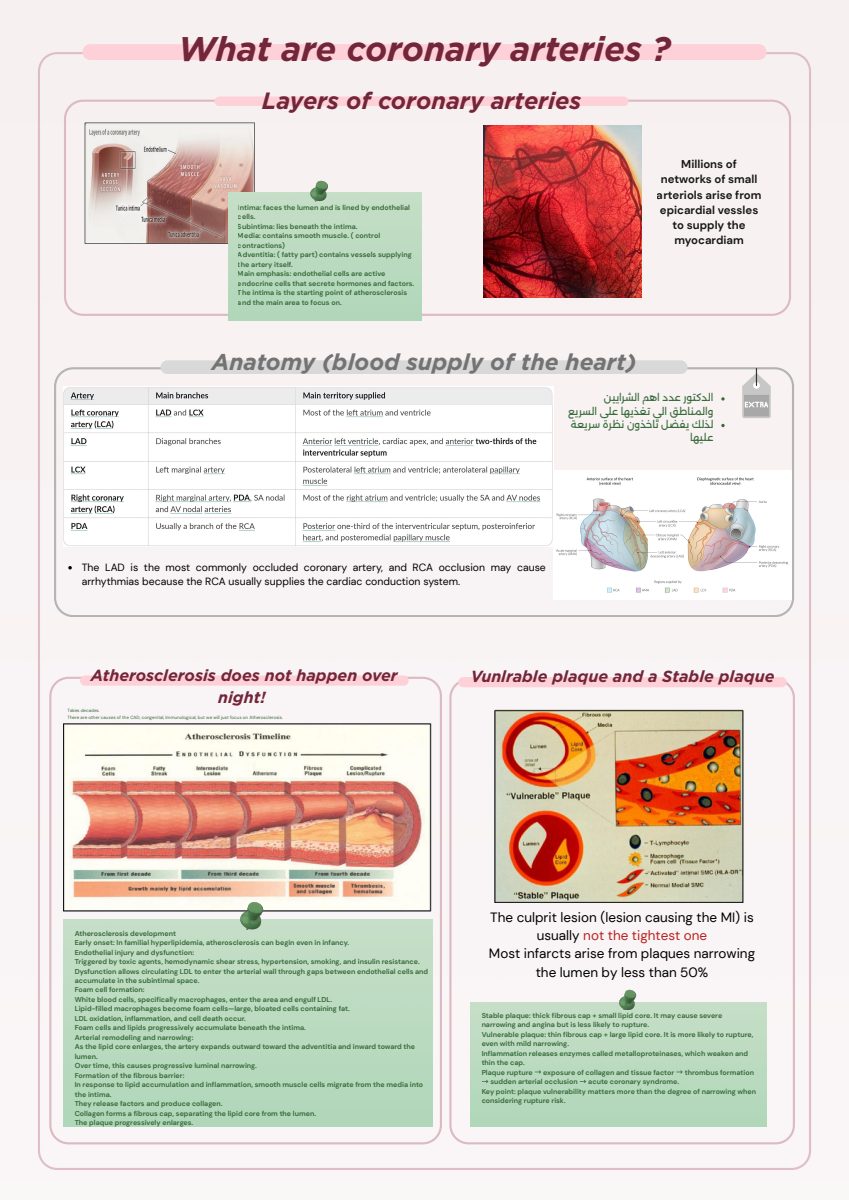 What are coronary arteries ?
Layers of coronary arteries
Layers of a coronary artery
Endothelium
SMOOTH
MUSCLE
ARTERY
CROSS
SECTION
VASA
VASORUM
Tunica intima
Tunica media
Tunica adventitia
Intima: faces the lumen and is lined by endothelial
cells.
Subintima: lies beneath the intima.
Media: contains smooth muscle. ( control
contractions)
Adventitia: ( fatty part) contains vessels supplying
the artery itself.
Main emphasis: endothelial cells are active
endocrine cells that secrete hormones and factors.
The intima is the starting point of atherosclerosis
and the main area to focus on.
Millions of
networks of small
arteriols arise from
epicardial vessles
to supply the
myocardiam
Anatomy (blood supply of the heart)
Artery Main branches Main territory supplied
Left coronary artery (LCA) LAD and LCX Most of the left atrium and ventricle
LAD Diagonal branches Anterior left ventricle, cardiac apex, and anterior two-thirds of the
interventricular septum
LCX Left marginal artery Posterolateral left atrium and ventricle; anterolateral papillary
muscle
Right coronary artery (RCA) Right marginal artery, PDA, SA nodal and AV nodal arteries Most of the right atrium and ventricle; usually the SA and AV nodes
PDA Usually a branch of the RCA Posterior one-third of the interventricular septum, posteroinferior
heart, and posteromedial papillary muscle
• The LAD is the most commonly occluded coronary artery, and RCA occlusion may cause
arrhythmias because the RCA usually supplies the cardiac conduction system.
EXTRA
• الدكتور عدد اهم الشرايين
والمناطق الي تغذيها على السريع
• لذلك يفضل تاخذون نظرة سريعة
عليها
Anterior surface of the heart
Diaphragmatic surface of the heart
Aorta
Regions supplied by
RCA
LAD
LCX
PDA
Atherosclerosis does not happen over
night!
Takes decades.
There are other causes of the CAD; congenital, immunological, but we will just focus on Atherosclerosis.
Atherosclerosis Timeline
ENDOTHELIAL DYSFUNCTION
Foam
Cells
Fatty
Streak
Intermediate
Lesion
Atheroma
Fibrous
Plaque
Complicated
Lesion/Rupture
From first decade
From third decade
From fourth decade
Growth mainly by lipid accumulation
Smooth muscle
and collagen
Thrombosis,
hematoma
Atherosclerosis development
Early onset: In familial hyperlipidemia, atherosclerosis can begin even in infancy.
Endothelial injury and dysfunction:
Triggered by toxic agents, hemodynamic shear stress, hypertension, smoking, and insulin resistance.
Dysfunction allows circulating LDL to enter the arterial wall through gaps between endothelial cells and
accumulate in the subintimal space.
Foam cell formation:
White blood cells, specifically macrophages, enter the area and engulf LDL.
Lipid-filled macrophages become foam cells—large, bloated cells containing fat.
LDL oxidation, inflammation, and cell death occur.
Foam cells and lipids progressively accumulate beneath the intima.
Arterial remodeling and narrowing:
As the lipid core enlarges, the artery expands outward toward the adventitia and inward toward the
lumen.
Over time, this causes progressive luminal narrowing.
Formation of the fibrous barrier:
In response to lipid accumulation and inflammation, smooth muscle cells migrate from the media into
the intima.
They release factors and produce collagen.
Collagen forms a fibrous cap, separating the lipid core from the lumen.
The plaque progressively enlarges.
Vunlrable plaque and a Stable plaque
Fibrous cap
Media
Lumen
Lipid
Core
"Vulnerable" Plaque
Lumen
Lipid
Core
"Stable" Plaque
– T-Lymphocyte
– Macrophage
Foam cell (Tissue Factor+)
"Activated" Intimal SMC (HLA-DR+)
– Normal Medial SMC
The culprit lesion (lesion causing the MI) is
usually not the tightest one
Most infarcts arise from plaques narrowing
the lumen by less than 50%
Stable plaque: thick fibrous cap + small lipid core. It may cause severe
narrowing and angina but is less likely to rupture.
Vulnerable plaque: thin fibrous cap + large lipid core. It is more likely to rupture,
even with mild narrowing.
Inflammation releases enzymes called metalloproteinases, which weaken and
thin the cap.
Plaque rupture → exposure of collagen and tissue factor → thrombus formation
→ sudden arterial occlusion → acute coronary syndrome.
Key point: plaque vulnerability matters more than the degree of narrowing when
considering rupture risk.